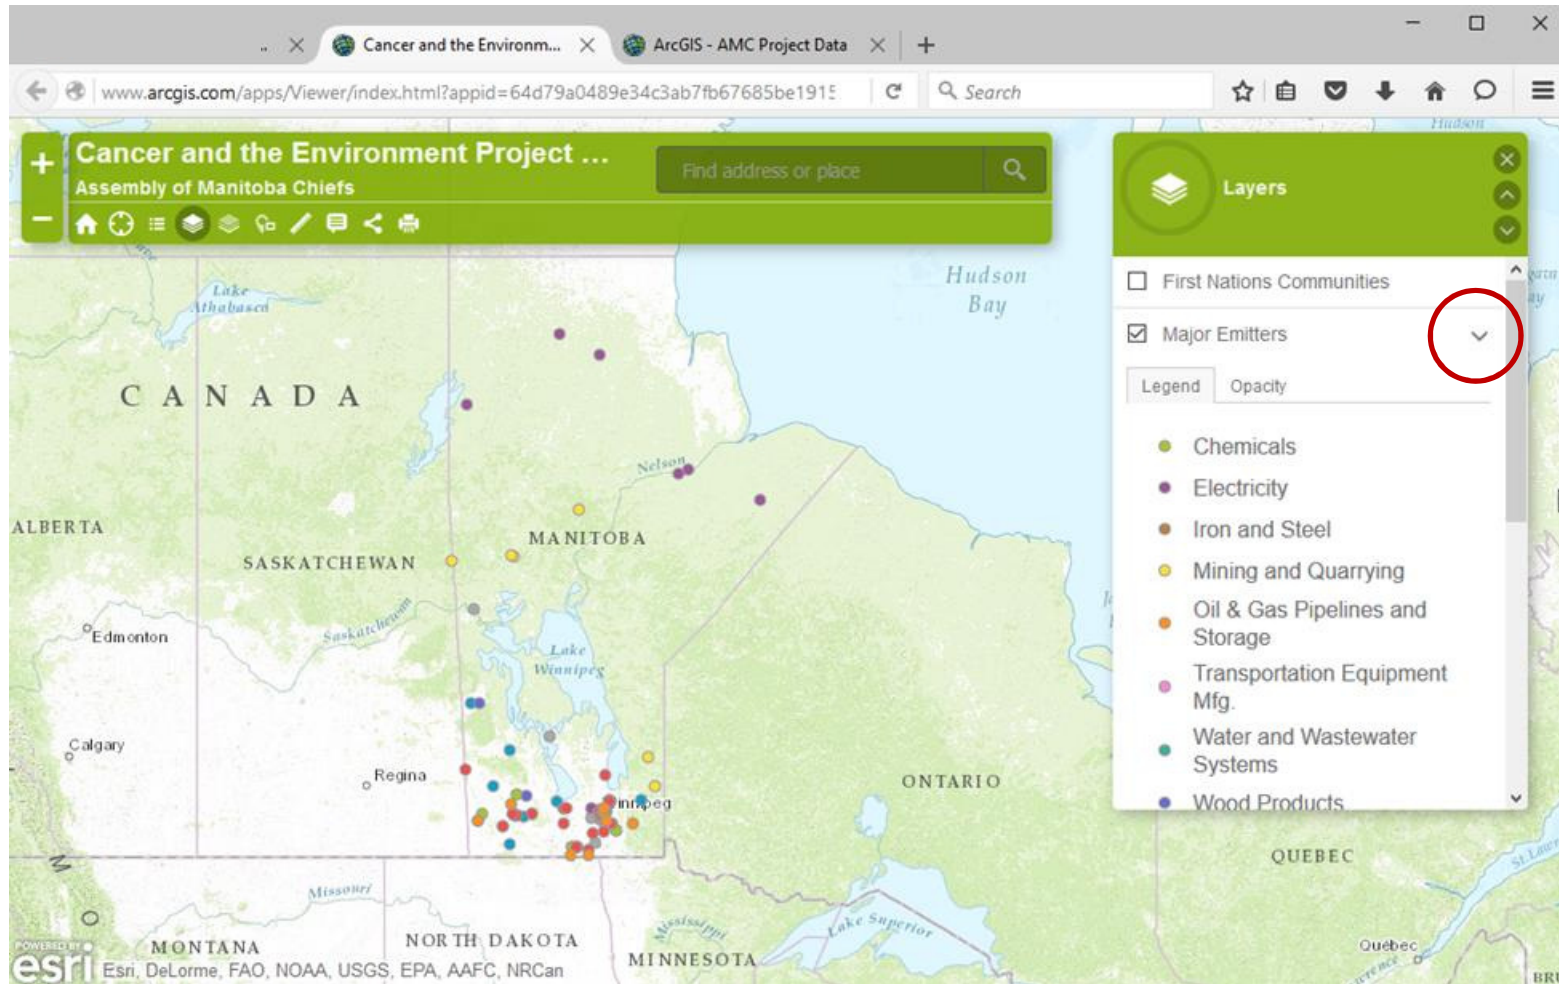 Cancer and the Environm...
ArcGIS - AMC Project Data
www.arcgis.com/apps/Viewer/index.html?appid=64d79a0489e34c3ab7fb67685be1915
Search
Cancer and the Environment Project ...
Assembly of Manitoba Chiefs
Find address or place
Layers
First Nations Communities
Major Emitters
Legend Opacity
Chemicals
Electricity
Iron and Steel
Mining and Quarrying
Oil & Gas Pipelines and
Storage
Transportation Equipment
Mfg.
Water and Wastewater
Systems
Wood Products
Hudson
Lake
Athabasca
Hudson
Bay
CANADA
Nelson
ALBERTA
MANITOBA
SASKATCHEWAN
Edmonton
Saskatchewan
Lake
Winnipeg
Calgary
Regina
ONTARIO
QUEBEC
Missouri
Mississippi
Lake Superior
MONTANA
NORTH DAKOTA
MINNESOTA
Québec
POWERED BY
esri
Esri, DeLorme, FAO, NOAA, USGS, EPA, AAFC, NRCan